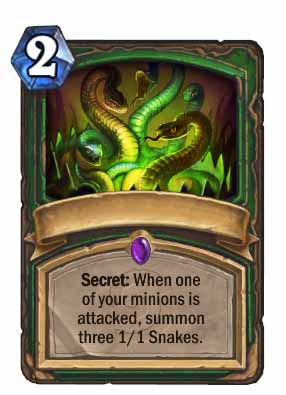 2
Secret: When one
of your minions is
attacked, summon
three 1/1 Snakes.